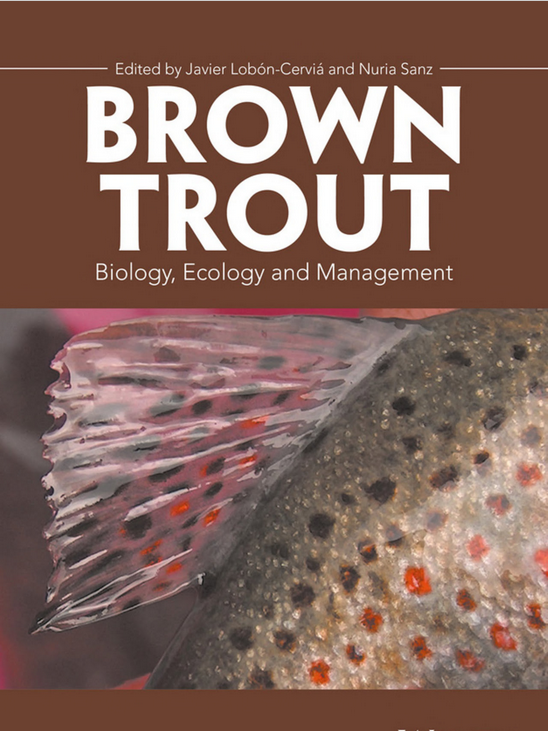 Edited by Javier Lobón-Cerviá and Nuria Sanz
BROWN
TROUT
Biology, Ecology and Management